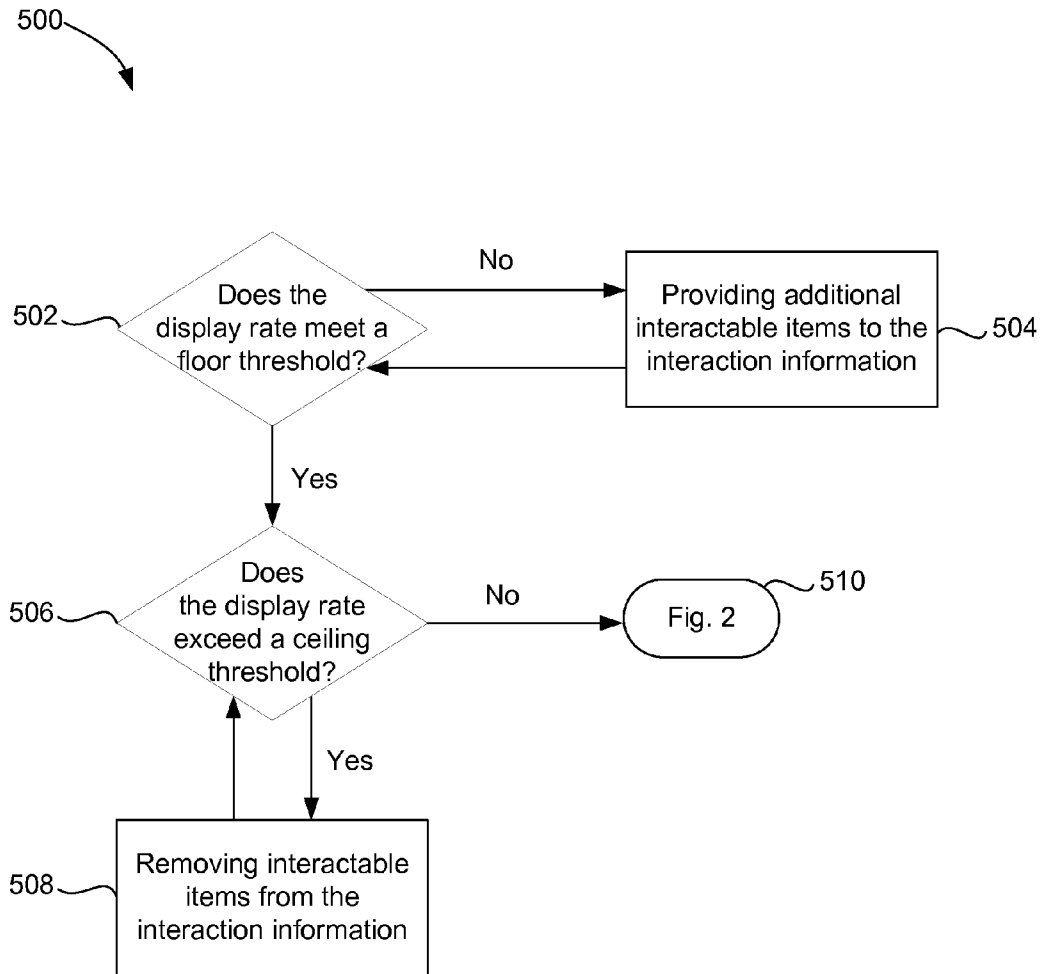 500
502
Does the
display rate meet a
floor threshold?
No
Providing additional
interactable items to the
interaction information
504
Yes
506
Does
the display rate
exceed a ceiling
threshold?
No
Fig. 2
510
Yes
508
Removing interactable
items from the
interaction information